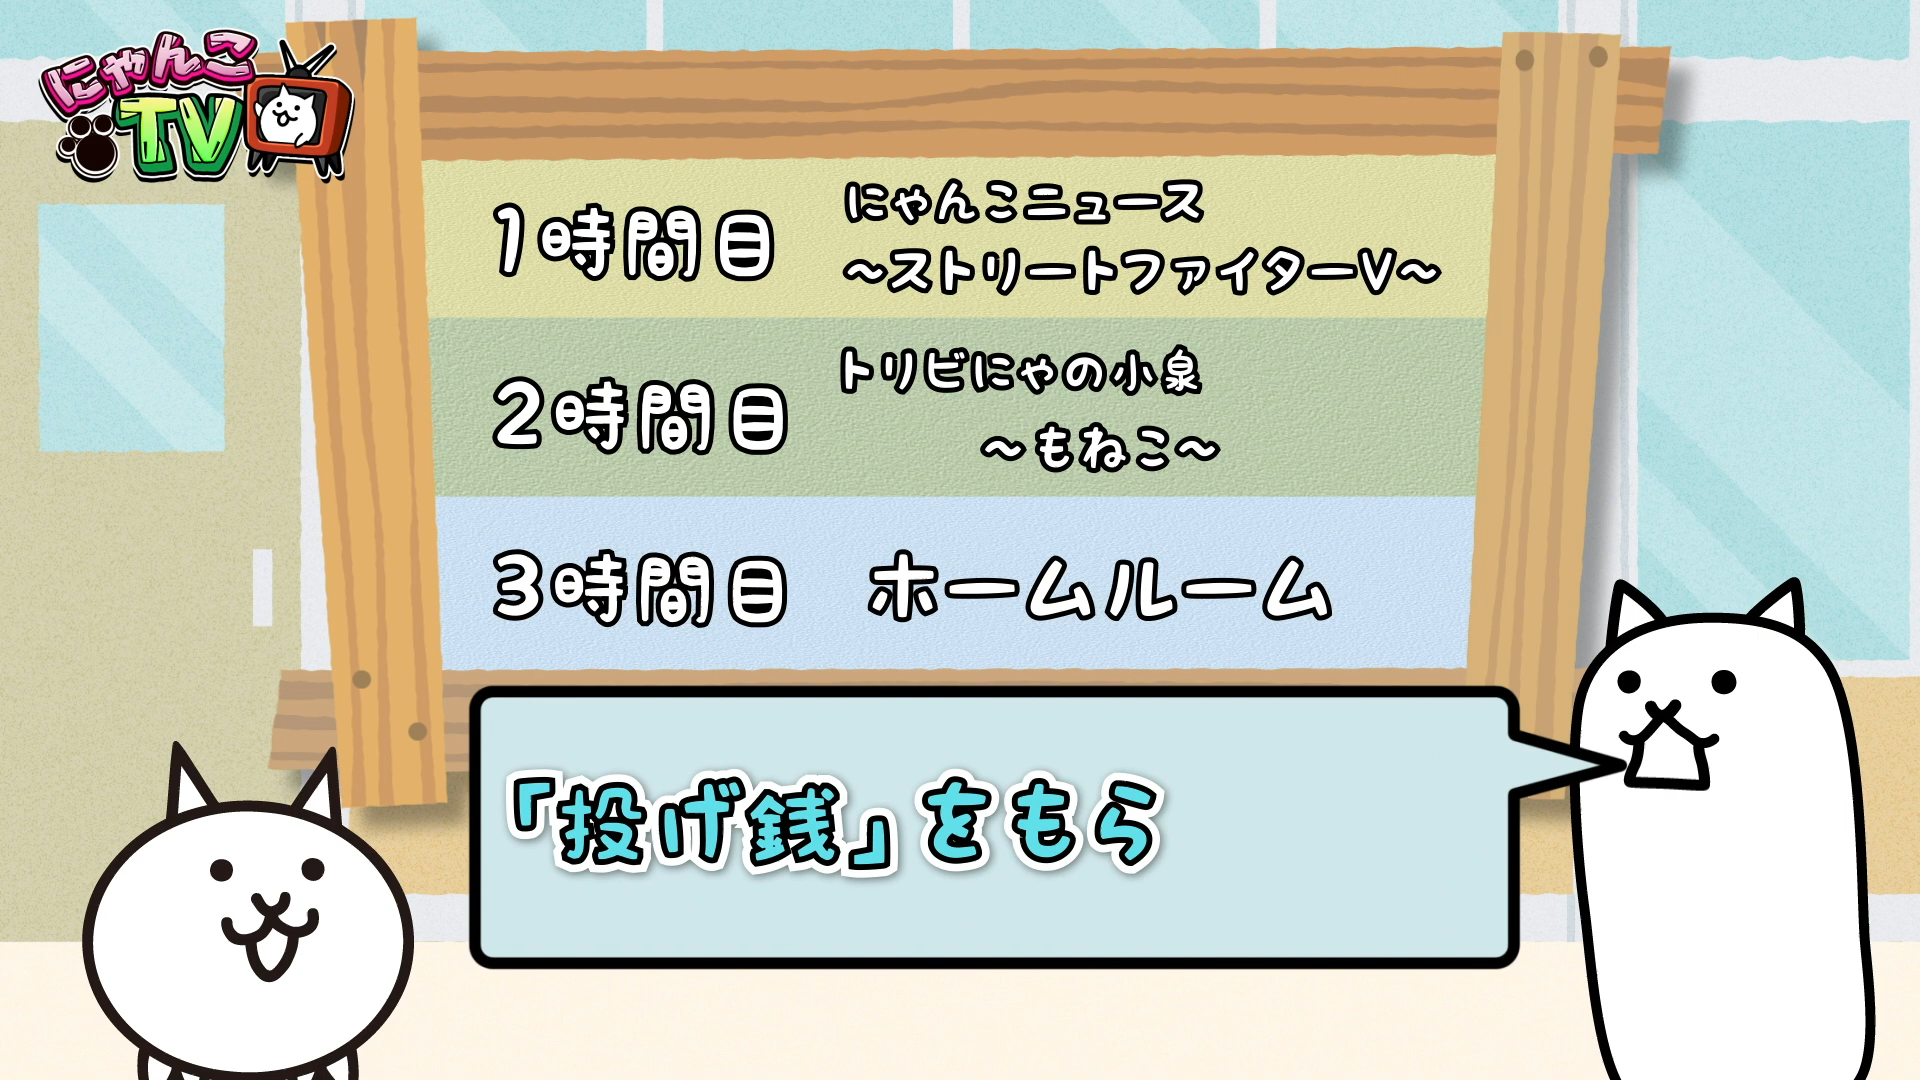 にゃんこ
TV
1時間目
にゃんこニュース
～ストリートファイターV～
2時間目
トリビにゃの小泉
～もねこ～
3時間目 ホームルーム
「投げ銭」をもら